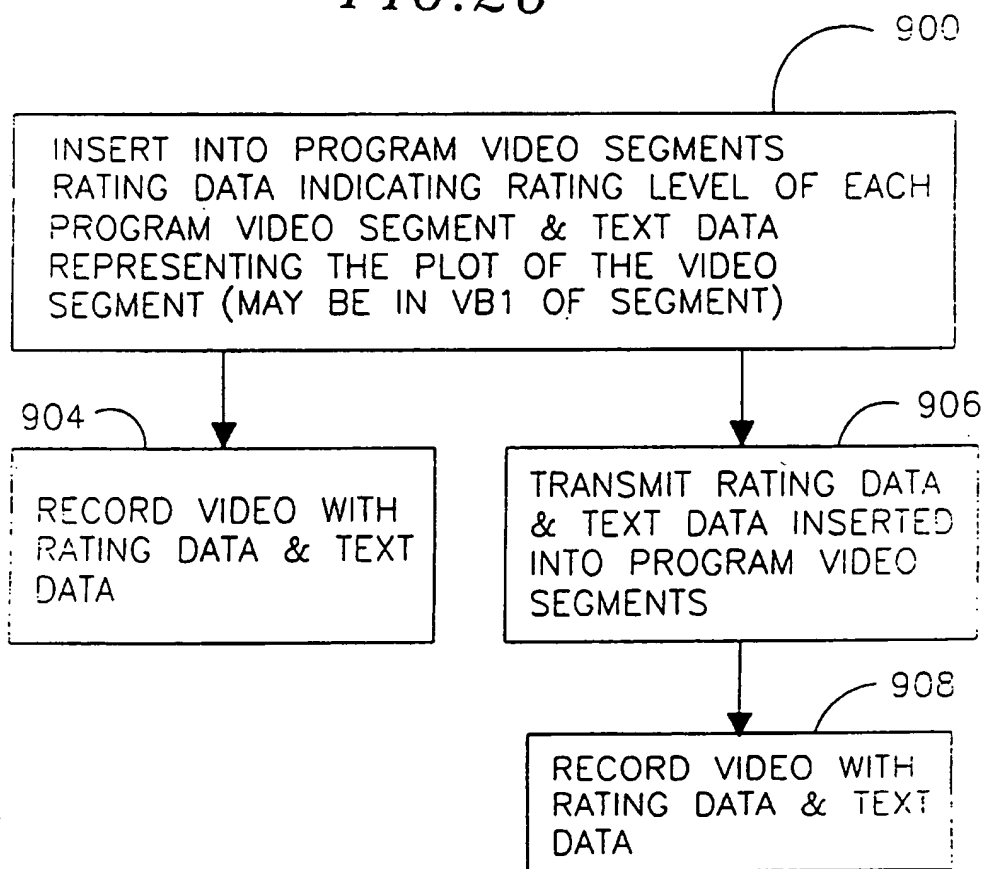 FIG.26
900
INSERT INTO PROGRAM VIDEO SEGMENTS
RATING DATA INDICATING RATING LEVEL OF EACH
PROGRAM VIDEO SEGMENT & TEXT DATA
REPRESENTING THE PLOT OF THE VIDEO
SEGMENT (MAY BE IN VB1 OF SEGMENT)
904
RECORD VIDEO WITH
RATING DATA & TEXT
DATA
906
TRANSMIT RATING DATA
& TEXT DATA INSERTED
INTO PROGRAM VIDEO
SEGMENTS
908
RECORD VIDEO WITH
RATING DATA & TEXT
DATA